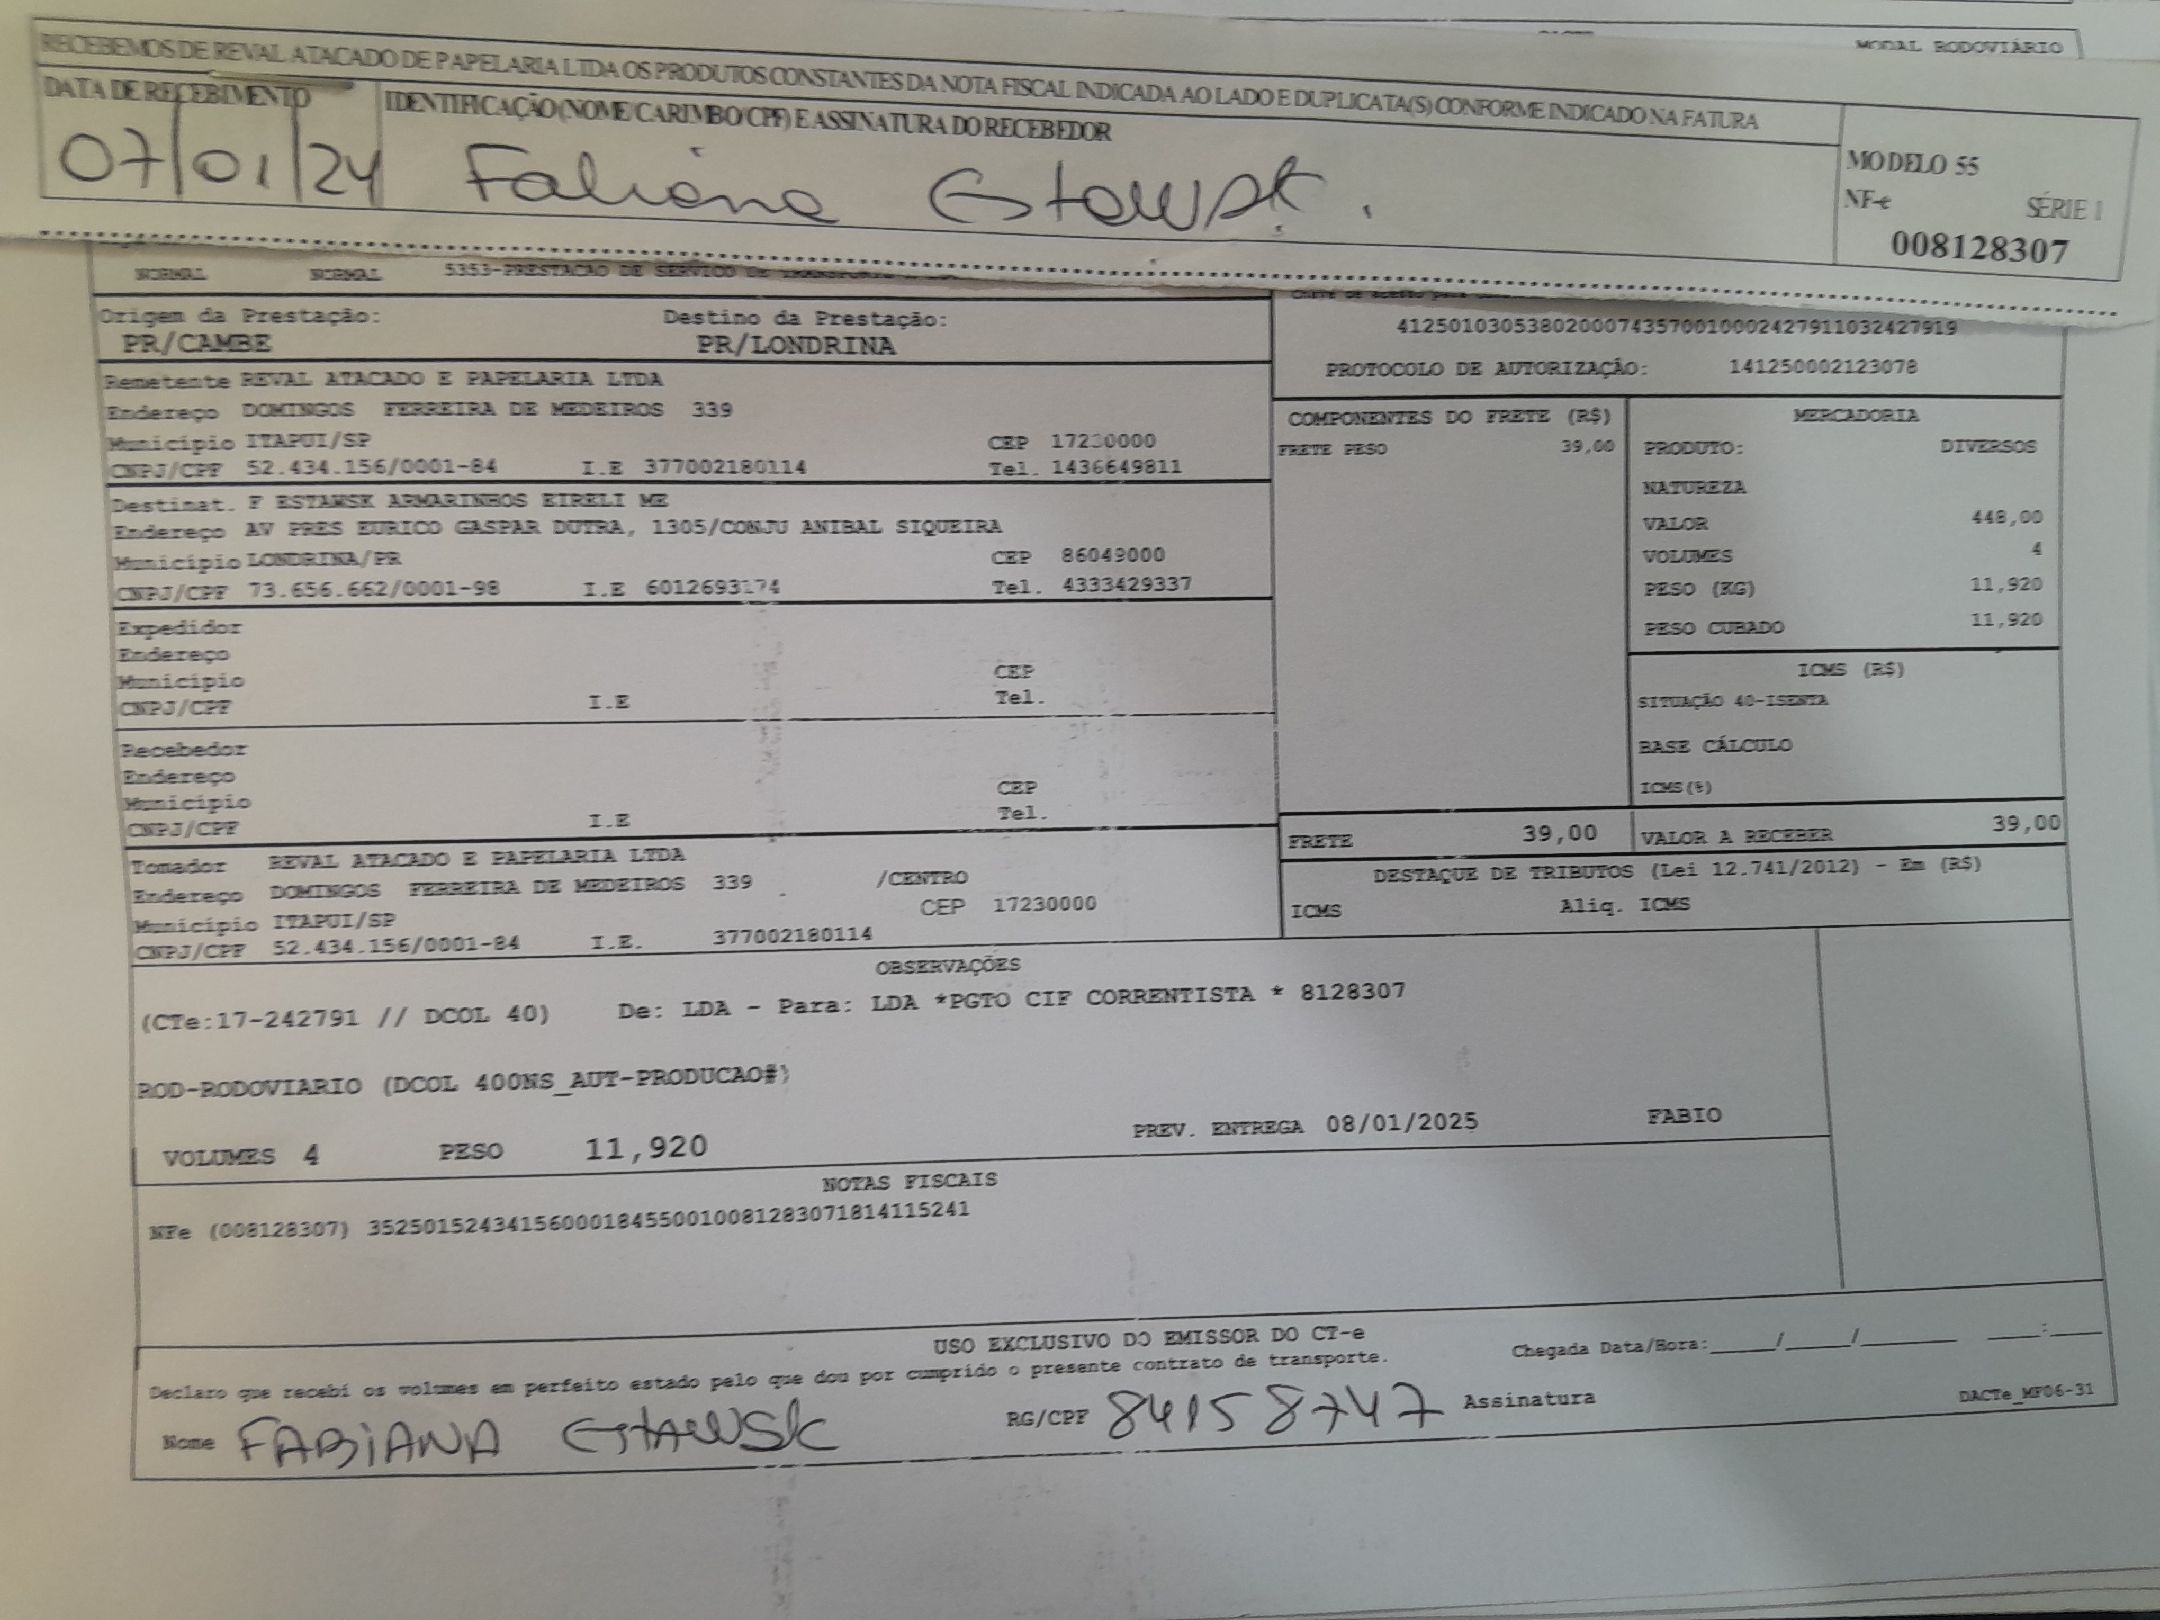 MODAL RODOVIÁRIO
RECEBEMOS DE REVAL ATACADO DE PAPELARIA LTDA OS PRODUTOS CONSTANTES DA NOTA FISCAL INDICADA AO LADO E DUPLICATA(S) CONFORME INDICADO NA FATURA
DATA DE RECEBIMENTO
IDENTIFICAÇÃO (NOME/CARIMBO/CPF) E ASSINATURA DO RECEBEDOR
07/01/24 Fabiana Estawsk.
MODELO 55
NF-e SÉRIE 1
008128307
NORMAL NORMAL 5353-PRESTACAO DE SERVICO DE
Origem da Prestação: Destino da Prestação:
PR/CAMBE PR/LONDRINA
41250103053802000743570010002427911032427919
PROTOCOLO DE AUTORIZAÇÃO: 141250002123078
Remetente REVAL ATACADO E PAPELARIA LTDA
Endereço DOMINGOS FERREIRA DE MEDEIROS 339
Município ITAPUI/SP CEP 17230000
CNPJ/CPF 52.434.156/0001-84 I.E 377002180114 Tel. 1436649811
Destinat. F ESTAWSK ARMARINHOS EIRELI ME
Endereço AV PRES EURICO GASPAR DUTRA, 1305/CONJU ANIBAL SIQUEIRA
Município LONDRINA/PR CEP 86049000
CNPJ/CPF 73.656.662/0001-98 I.E Tel. 4333429337
Expedidor
Endereço
Município CEP
CNPJ/CPF I.E Tel.
Recebedor
Endereço
Município CEP
CNPJ/CPF I.E Tel.
Tomador REVAL ATACADO E PAPELARIA LTDA
Endereço DOMINGOS FERREIRA DE MEDEIROS 339 /CENTRO
Município ITAPUI/SP CEP 17230000
CNPJ/CPF 52.434.156/0001-84 I.E. 377002180114
COMPONENTES DO FRETE (R$)
FRETE PESO 39,00
MERCADORIA
PRODUTO: DIVERSOS
NATUREZA
VALOR 448,00
VOLUMES 4
PESO (KG) 11,920
PESO CUBADO 11,920
ICMS (R$)
SITUAÇÃO 40-ISENTA
BASE CÁLCULO
ICMS(%)
FRETE 39,00 VALOR A RECEBER 39,00
DESTAQUE DE TRIBUTOS (Lei 12.741/2012) - Em (R$)
ICMS Aliq. ICMS
OBSERVAÇÕES
(CTe:17-242791 // DCOL 40) De: LDA - Para: LDA *PGTO CIF CORRENTISTA * 8128307
ROD-RODOVIARIO (DCOL 400NS_AUT-PRODUCAO#)
VOLUMES 4 PESO 11,920 PREV. ENTREGA 08/01/2025 FABIO
NOTAS FISCAIS
NFe (008128307) 35250152434156000184550010081283071814115241
USO EXCLUSIVO DO EMISSOR DO CT-e
Declaro que recebi os volumes em perfeito estado pelo que dou por cumprido o presente contrato de transporte. Chegada Data/Hora:_____/_____/_______ ____:____
Nome FABIANA ESTAWSK RG/CPF 84158747 Assinatura DACTe_MF06-31